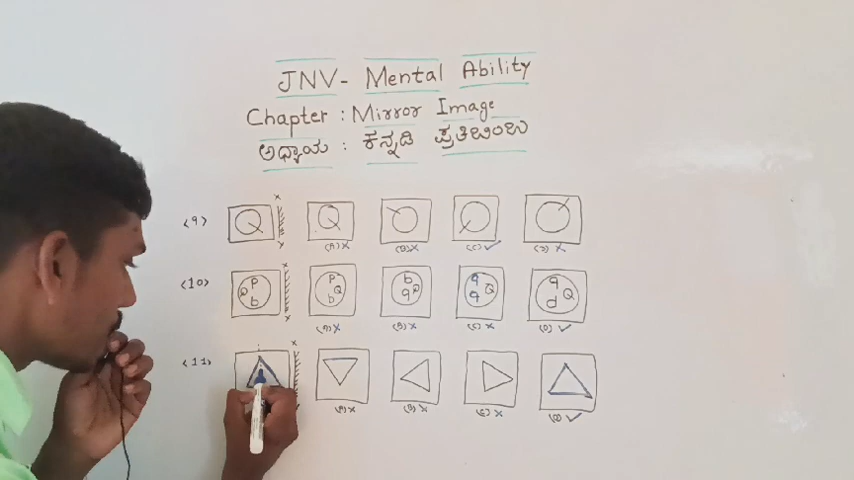 JNV- Mental Ability
Chapter : Mirror Image
ಅಧ್ಯಾಯ : ಕನ್ನಡಿ ಪ್ರತಿಬಿಂಬ
<9> x x Q Q (A) x (B) x (C) ✓ (D) x
<10> x x P Q b P Q b (A) x b Q q (B) x q Q q (C) x q Q d (D) ✓
<11> x (A) x (B) x (C) x (D) ✓